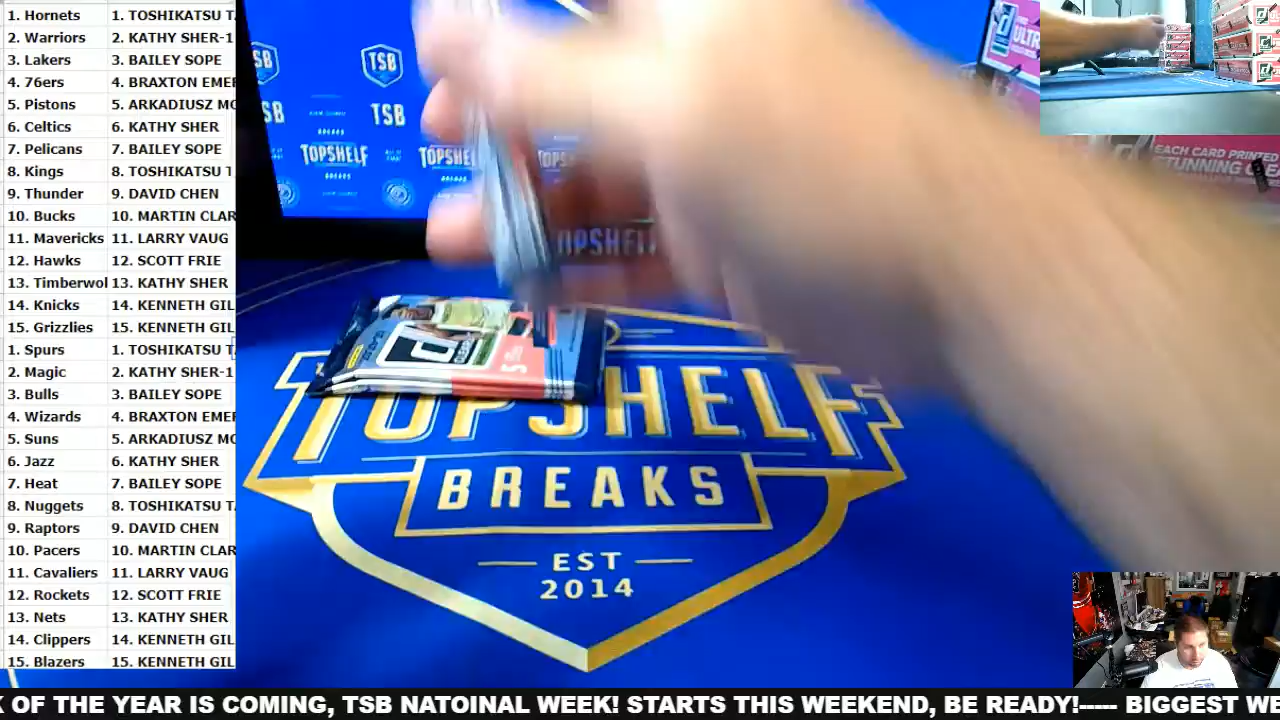 1. Hornets 1. TOSHIKATSU T
2. Warriors 2. KATHY SHER-1
3. Lakers 3. BAILEY SOPE
4. 76ers 4. BRAXTON EMER
5. Pistons 5. ARKADIUSZ MO
6. Celtics 6. KATHY SHER
7. Pelicans 7. BAILEY SOPE
8. Kings 8. TOSHIKATSU T
9. Thunder 9. DAVID CHEN
10. Bucks 10. MARTIN CLAR
11. Mavericks 11. LARRY VAUG
12. Hawks 12. SCOTT FRIE
13. Timberwol 13. KATHY SHER
14. Knicks 14. KENNETH GIL
15. Grizzlies 15. KENNETH GIL
1. Spurs 1. TOSHIKATSU T
2. Magic 2. KATHY SHER-1
3. Bulls 3. BAILEY SOPE
4. Wizards 4. BRAXTON EMER
5. Suns 5. ARKADIUSZ MO
6. Jazz 6. KATHY SHER
7. Heat 7. BAILEY SOPE
8. Nuggets 8. TOSHIKATSU T
9. Raptors 9. DAVID CHEN
10. Pacers 10. MARTIN CLAR
11. Cavaliers 11. LARRY VAUG
12. Rockets 12. SCOTT FRIE
13. Nets 13. KATHY SHER
14. Clippers 14. KENNETH GIL
15. Blazers 15. KENNETH GIL
SB TSB
SB TSB
TOPSHELF TOPSHEL
BREAKS BREAKS
OPSHELF
EACH CARD PRINTED
STUNNING CLEA
TOPSHELF
BREAKS
EST
2014
K OF THE YEAR IS COMING, TSB NATOINAL WEEK! STARTS THIS WEEKEND, BE READY!----- BIGGEST WE